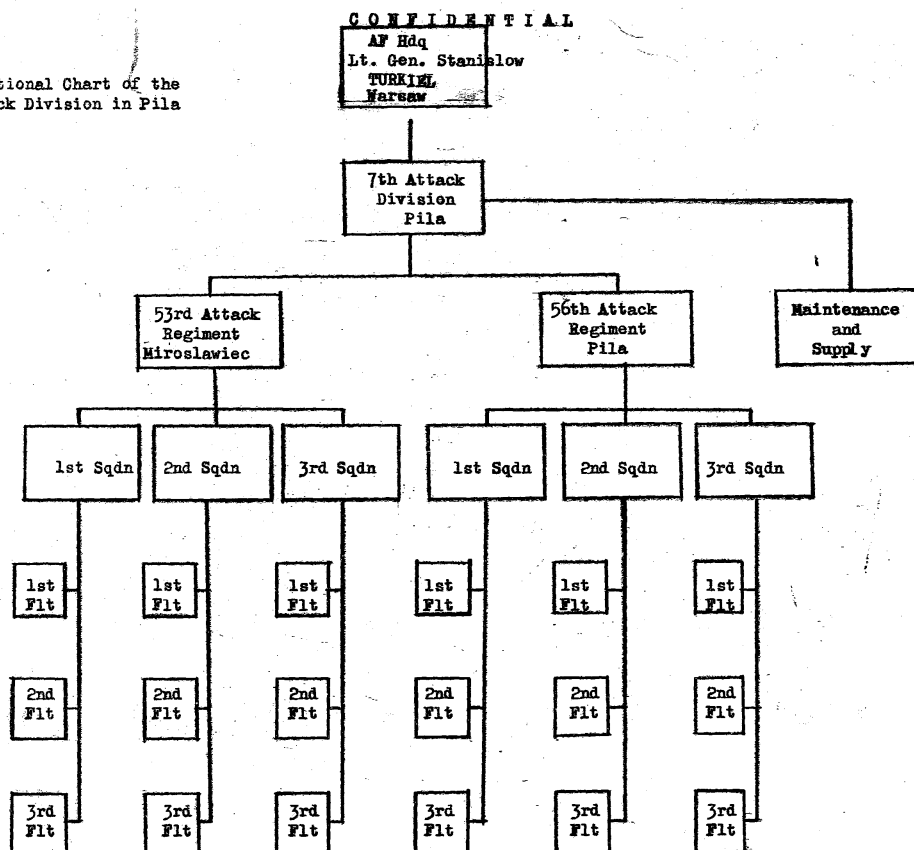 CONFIDENTIAL
AF Hdq
Lt. Gen. Stanislow
TURKIEL
Warsaw
tional Chart of the
ck Division in Pila
7th Attack
Division
Pila
53rd Attack
Regiment
Miroslawiec
56th Attack
Regiment
Pila
Maintenance
and
Supply
1st Sqdn
2nd Sqdn
3rd Sqdn
1st Sqdn
2nd Sqdn
3rd Sqdn
1st
Flt
1st
Flt
1st
Flt
1st
Flt
1st
Flt
1st
Flt
2nd
Flt
2nd
Flt
2nd
Flt
2nd
Flt
2nd
Flt
2nd
Flt
3rd
Flt
3rd
Flt
3rd
Flt
3rd
Flt
3rd
Flt
3rd
Flt